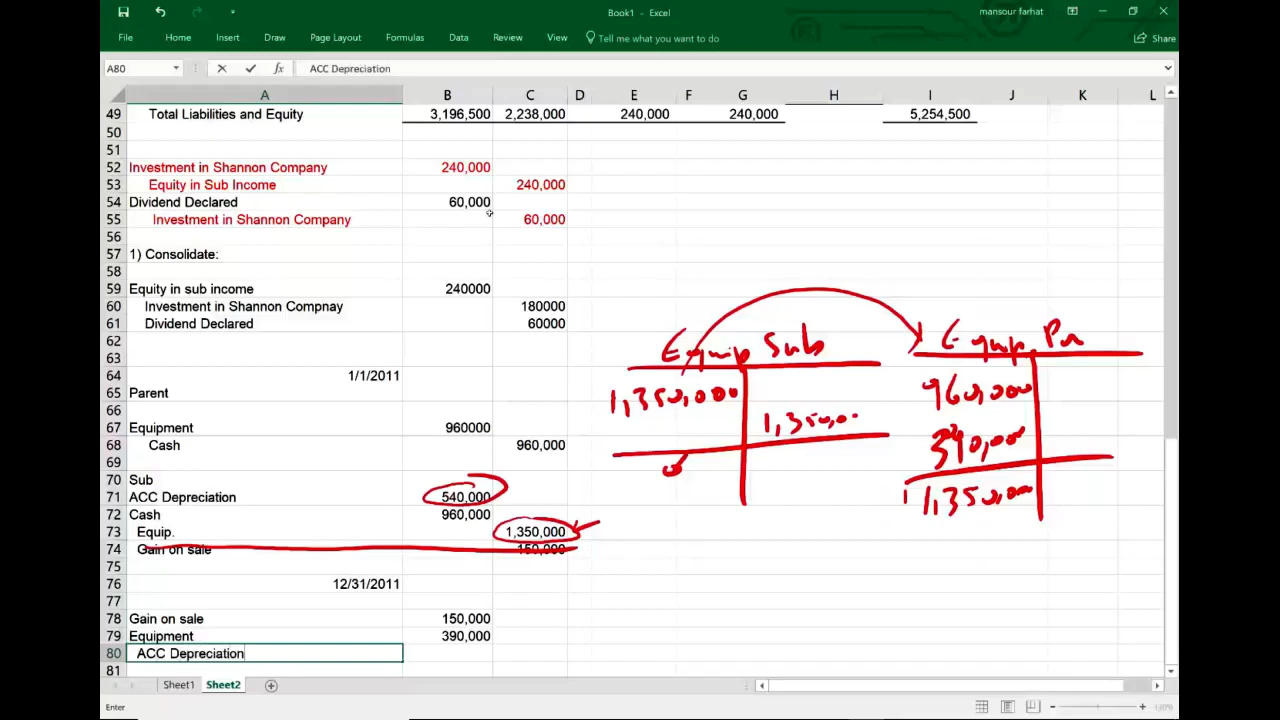 Book1 - Excel
mansour farhat
File Home Insert Draw Page Layout Formulas Data Review View Tell me what you want to do Share
A80 fx ACC Depreciation
A B C D E F G H I J K L
49 Total Liabilities and Equity 3,196,500 2,238,000 240,000 240,000 5,254,500
50
51
52 Investment in Shannon Company 240,000
53 Equity in Sub Income 240,000
54 Dividend Declared 60,000
55 Investment in Shannon Company 60,000
56
57 1) Consolidate:
58
59 Equity in sub income 240000
60 Investment in Shannon Compnay 180000
61 Dividend Declared 60000
62
63
Equip Sub Equip Pa
64 1/1/2011
65 Parent
1,350,000 960,000
66
1,350,00
67 Equipment 960000
68 Cash 960,000
390,000
69
70 Sub
71 ACC Depreciation 540,000
1,350,000
72 Cash 960,000
73 Equip. 1,350,000
74 Gain on sale 150,000
75
76 12/31/2011
77
78 Gain on sale 150,000
79 Equipment 390,000
80 ACC Depreciation
81
Sheet1 Sheet2
Enter